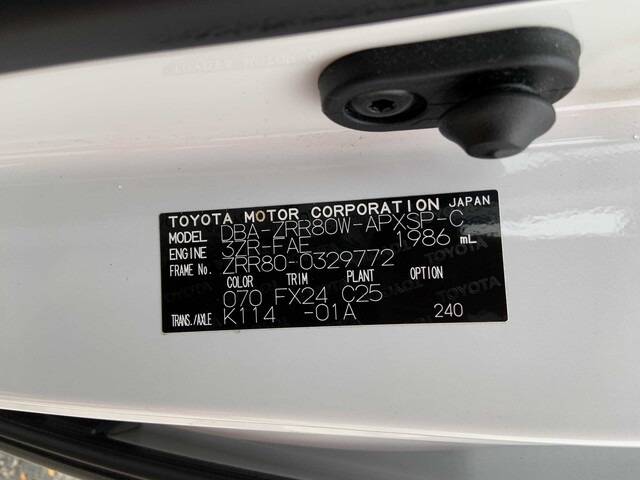 TOYOTA MOTOR CORPORATION JAPAN
MODEL DBA-ZRR80W-APXSP-C
ENGINE 3ZR-FAE 1986 mL
FRAME No. ZRR80-0329772
COLOR TRIM PLANT OPTION
070 FX24 C25
TRANS./AXLE K114 -01A 240